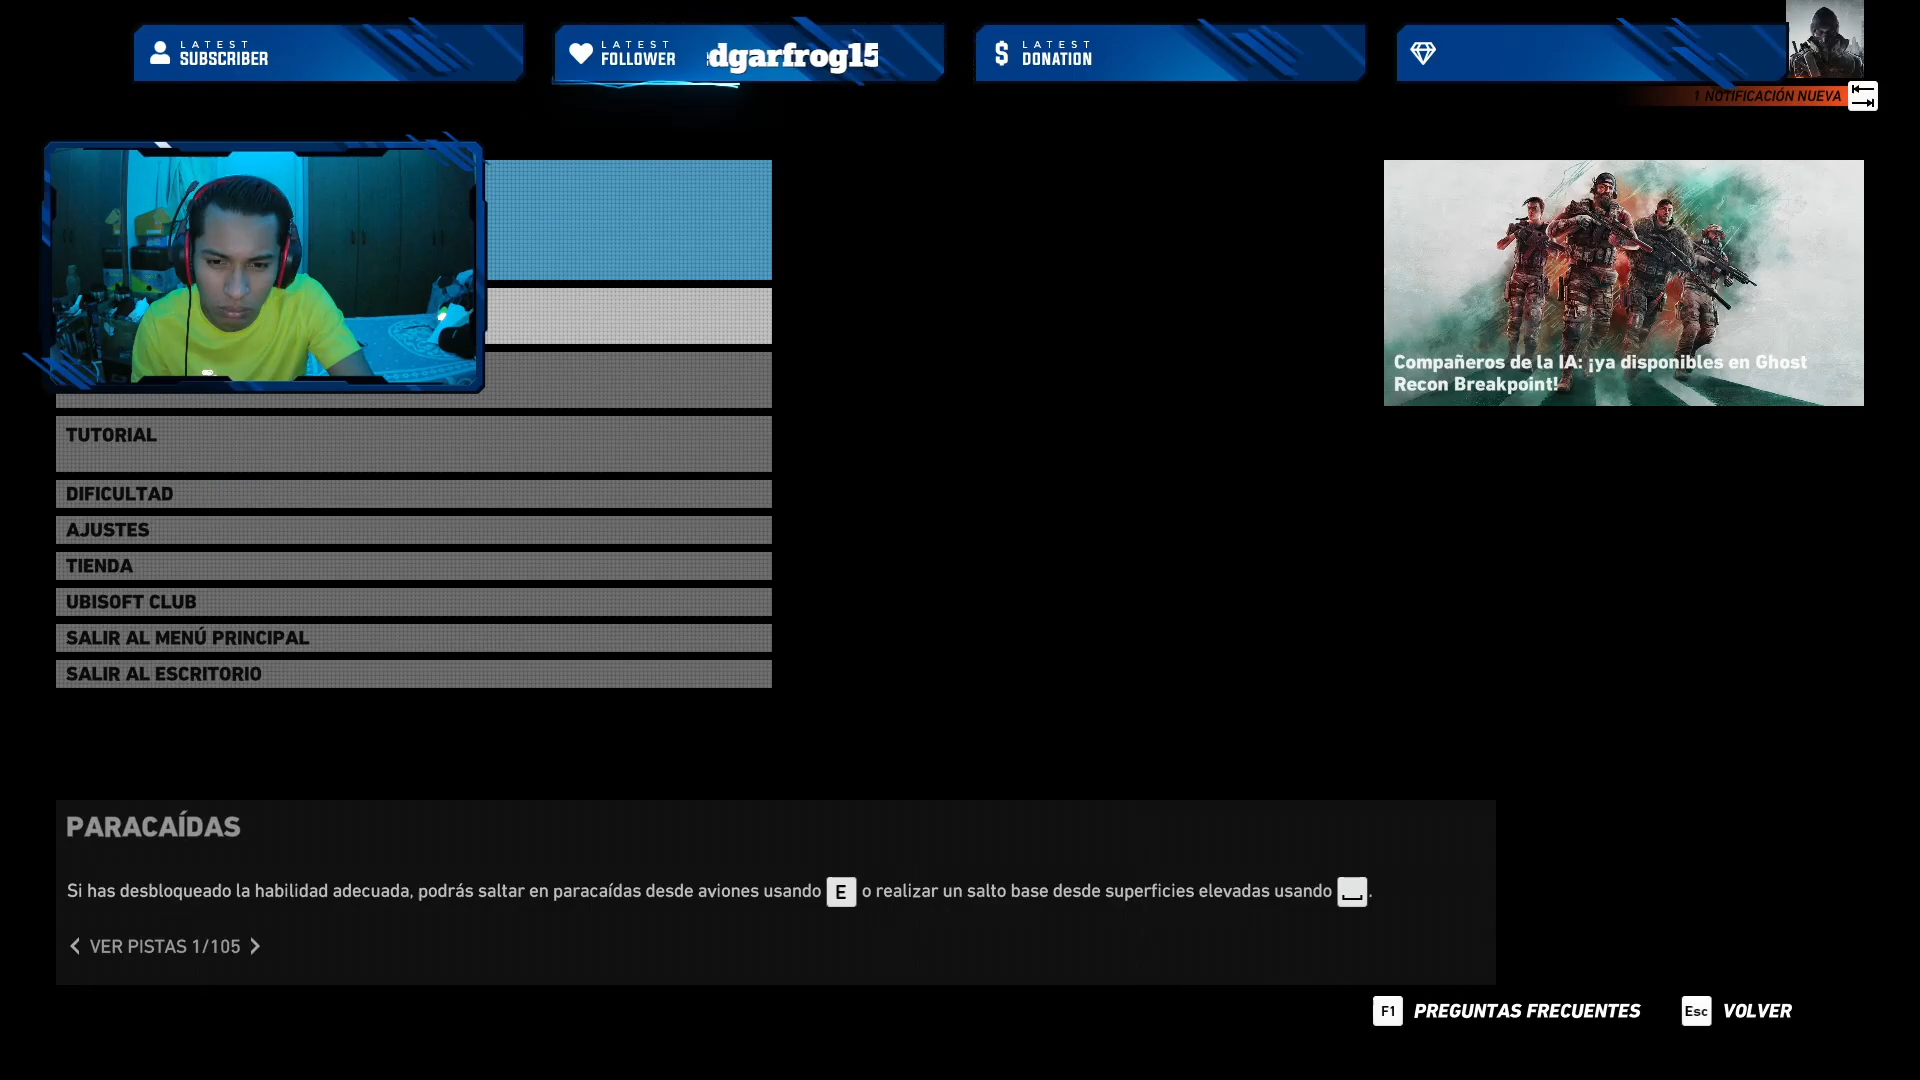 LATEST
SUBSCRIBER
LATEST
FOLLOWER
dgarfrog15
LATEST
DONATION
1 NOTIFICACIÓN NUEVA
Compañeros de la IA: ¡ya disponibles en Ghost
Recon Breakpoint!
TUTORIAL
DIFICULTAD
AJUSTES
TIENDA
UBISOFT CLUB
SALIR AL MENÚ PRINCIPAL
SALIR AL ESCRITORIO
PARACAÍDAS
Si has desbloqueado la habilidad adecuada, podrás saltar en paracaídas desde aviones usando E o realizar un salto base desde superficies elevadas usando ⎵.
VER PISTAS 1/105
F1 PREGUNTAS FRECUENTES
Esc VOLVER